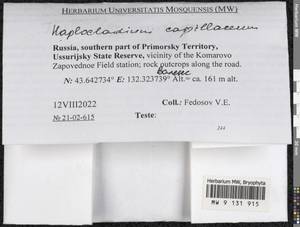 HERBARIUM UNIVERSITATIS MOSQUENSIS (MW)
Haplocladium capillaceum
Russia, southern part of Primorsky Territory,
Ussurijsky State Reserve, vicinity of the Komarovo
Zapovednoe Field station; rock outcrops along the road.
N: 43.642734° E: 132.323739° Alt.= ca. 161 m alt.
12VIII2022
Coll.: Fedosov V.E.
№ 21-02-615
Teste:
Herbarium MW, Bryophyta
MW 9 131 915